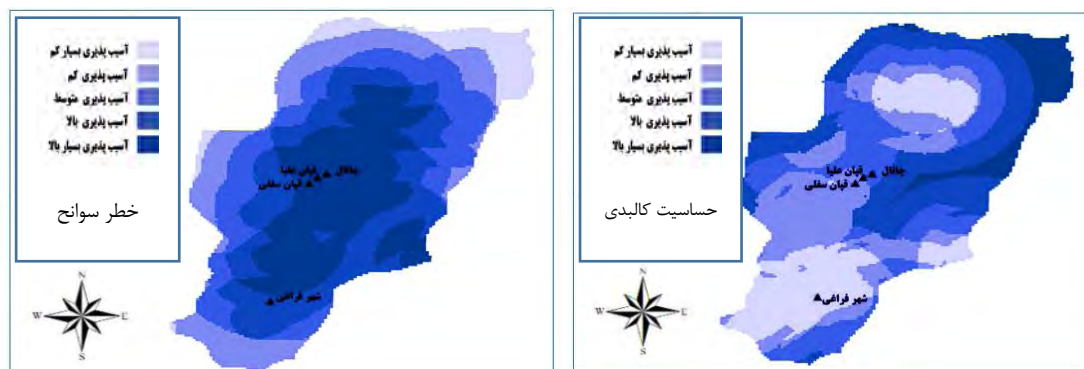 آسیب پذیری بسیار کم
آسیب پذیری کم
آسیب پذیری متوسط
آسیب پذیری بالا
آسیب پذیری بسیار بالا
خطر سوانح
قپان علیا
چاتال
قپان سفلی
شهر فراغی
N
W
E
S
آسیب پذیری بسیار کم
آسیب پذیری کم
آسیب پذیری متوسط
آسیب پذیری بالا
آسیب پذیری بسیار بالا
حساسیت کالبدی
قپان علیا
چاتال
قپان سفلی
شهر فراغی
N
W
E
S